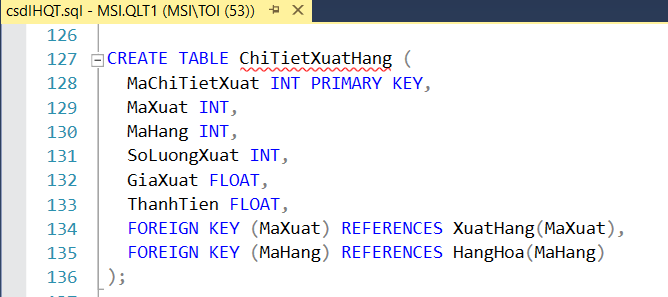 csdlHQT.sql - MSI.QLT1 (MSI\TOI (53))
126
127 CREATE TABLE ChiTietXuatHang (
128 MaChiTietXuat INT PRIMARY KEY,
129 MaXuat INT,
130 MaHang INT,
131 SoLuongXuat INT,
132 GiaXuat FLOAT,
133 ThanhTien FLOAT,
134 FOREIGN KEY (MaXuat) REFERENCES XuatHang(MaXuat),
135 FOREIGN KEY (MaHang) REFERENCES HangHoa(MaHang)
136 );